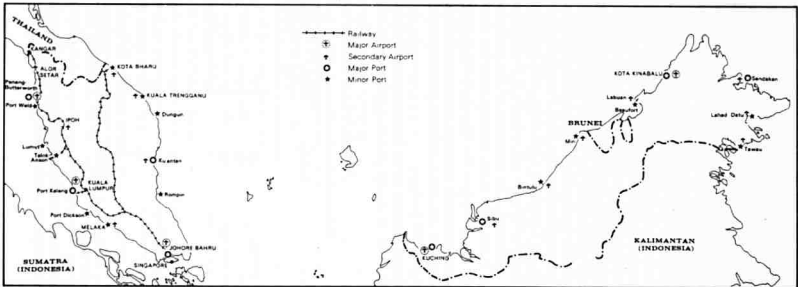 THAILAND
KANGAR
ALOR
SETAR
KOTA BHARU
Penang
Butterworth
Port Weld
KUALA TRENGGANU
Dungun
IPOH
Lumut
Telok
Anson
Kuantan
KUALA
LUMPUR
Port Kelang
Rompin
Port Dickson
MELAKA
JOHORE BAHRU
SINGAPORE
SUMATRA
(INDONESIA)
Railway
Major Airport
Secondary Airport
Major Port
Minor Port
KOTA KINABALU
Sandakan
Labuan
Beaufort
Lahad Datu
BRUNEI
Miri
Tawau
Bintulu
Sibu
KUCHING
KALIMANTAN
(INDONESIA)